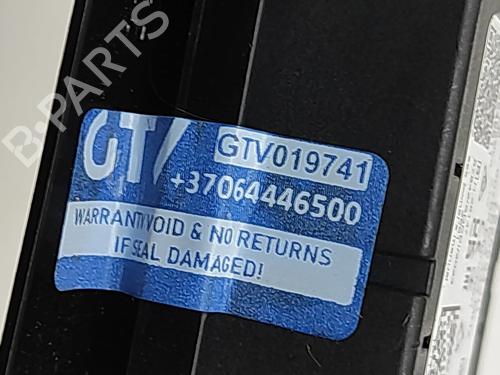 B-PARTS
GTV
GTV019741
+37064446500
WARRANTY VOID & NO RETURNS
IF SEAL DAMAGED!